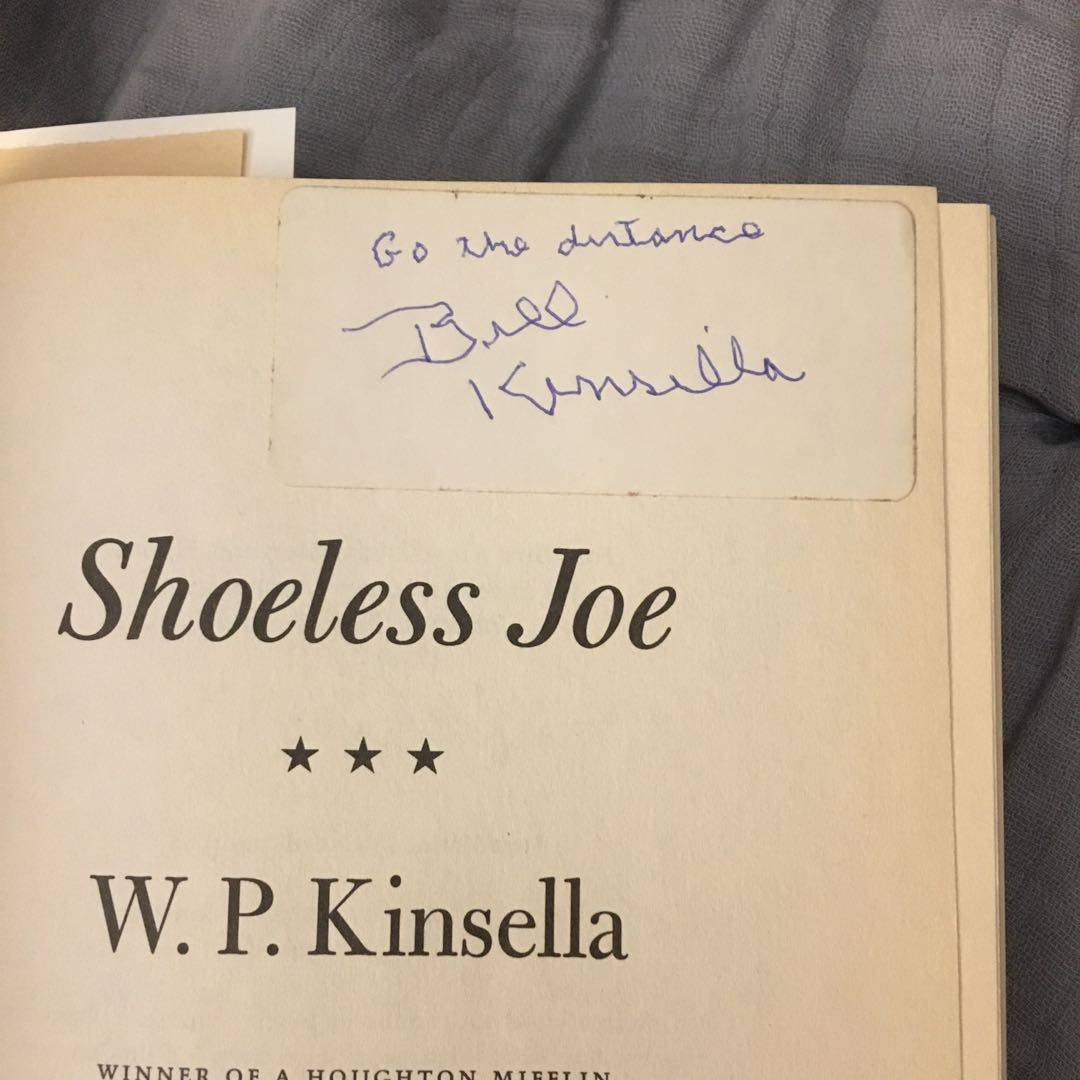 Go the distance
Bill
Kinsella
Shoeless Joe
★ ★ ★
W. P. Kinsella
WINNER OF A HOUGHTON MIFFLIN